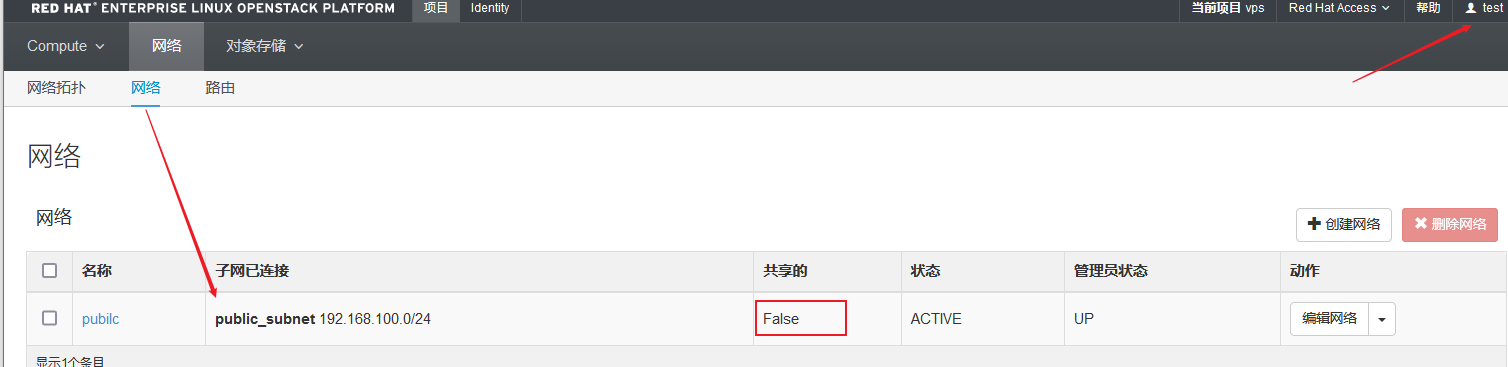 RED HAT® ENTERPRISE LINUX OPENSTACK PLATFORM 项目 Identity 当前项目 vps Red Hat Access 帮助 test
Compute 网络 对象存储
网络拓扑 网络 路由
网络
网络
创建网络 删除网络
名称 子网已连接 共享的 状态 管理员状态 动作
pubilc public_subnet 192.168.100.0/24 False ACTIVE UP 编辑网络
显示1个条目